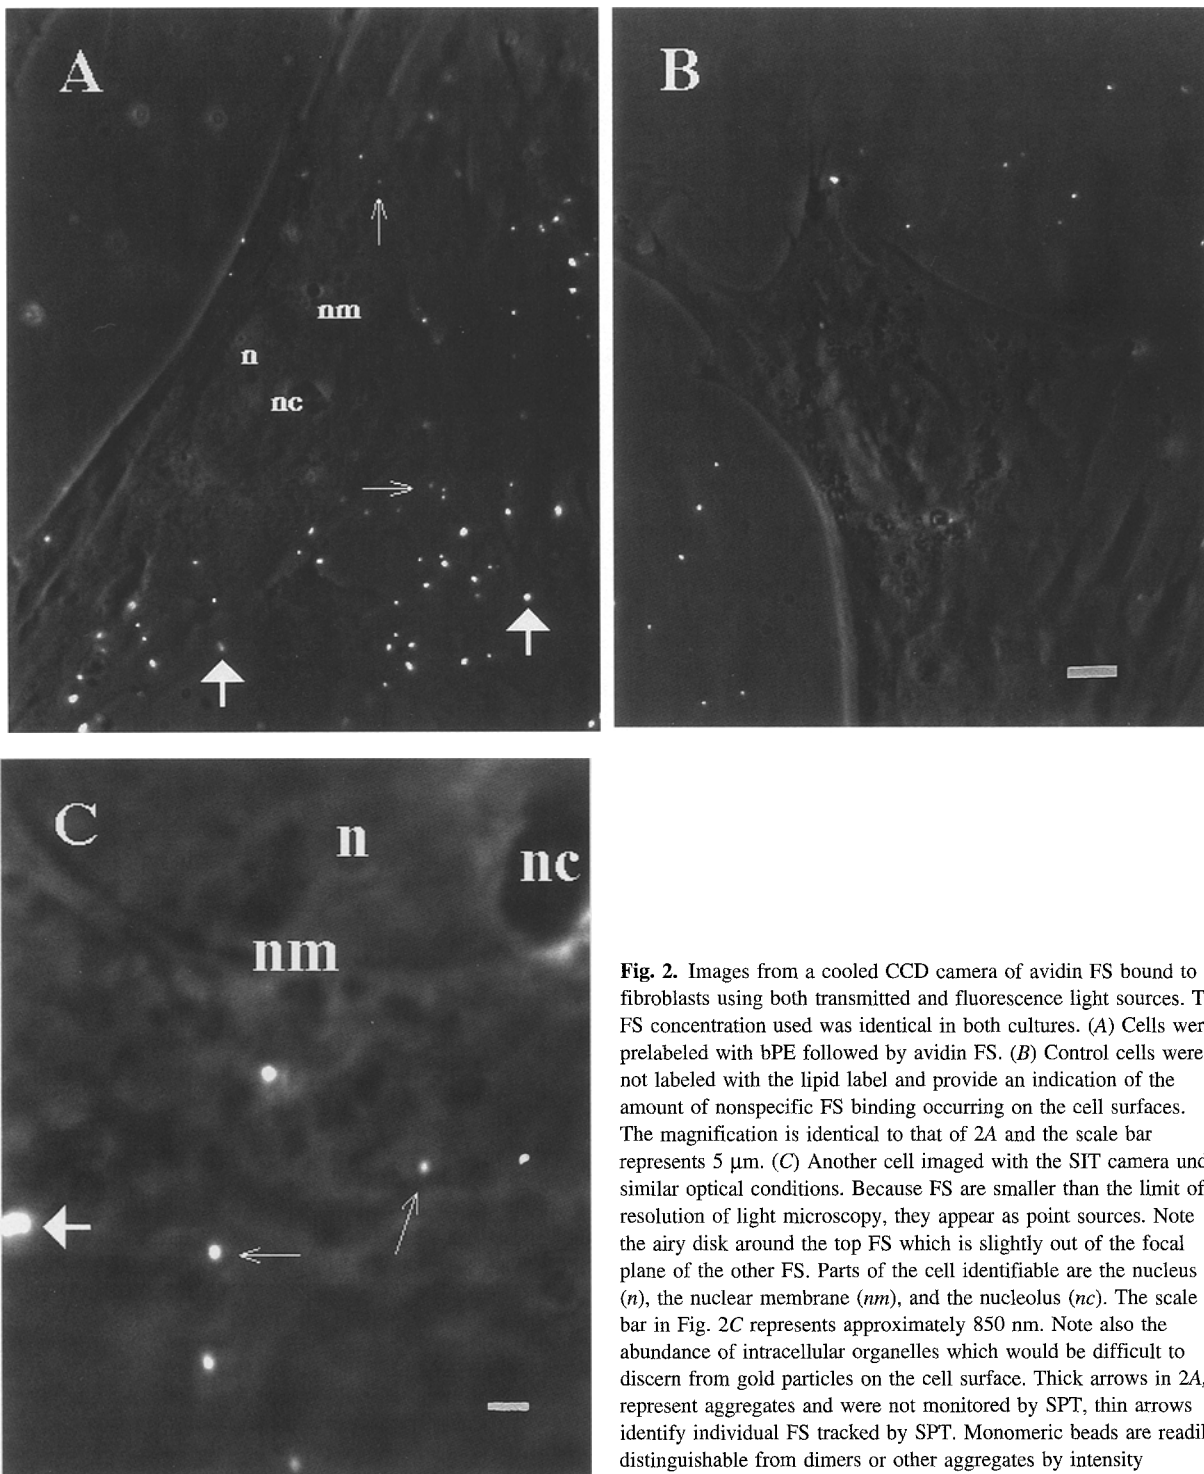 A
B
nm
n
nc
C
n
nc
nm
Fig. 2. Images from a cooled CCD camera of avidin FS bound to
fibroblasts using both transmitted and fluorescence light sources. T
FS concentration used was identical in both cultures. (A) Cells wer
prelabeled with bPE followed by avidin FS. (B) Control cells were
not labeled with the lipid label and provide an indication of the
amount of nonspecific FS binding occurring on the cell surfaces.
The magnification is identical to that of 2A and the scale bar
represents 5 μm. (C) Another cell imaged with the SIT camera und
similar optical conditions. Because FS are smaller than the limit of
resolution of light microscopy, they appear as point sources. Note
the airy disk around the top FS which is slightly out of the focal
plane of the other FS. Parts of the cell identifiable are the nucleus
(n), the nuclear membrane (nm), and the nucleolus (nc). The scale
bar in Fig. 2C represents approximately 850 nm. Note also the
abundance of intracellular organelles which would be difficult to
discern from gold particles on the cell surface. Thick arrows in 2A,
represent aggregates and were not monitored by SPT, thin arrows
identify individual FS tracked by SPT. Monomeric beads are readil
distinguishable from dimers or other aggregates by intensity